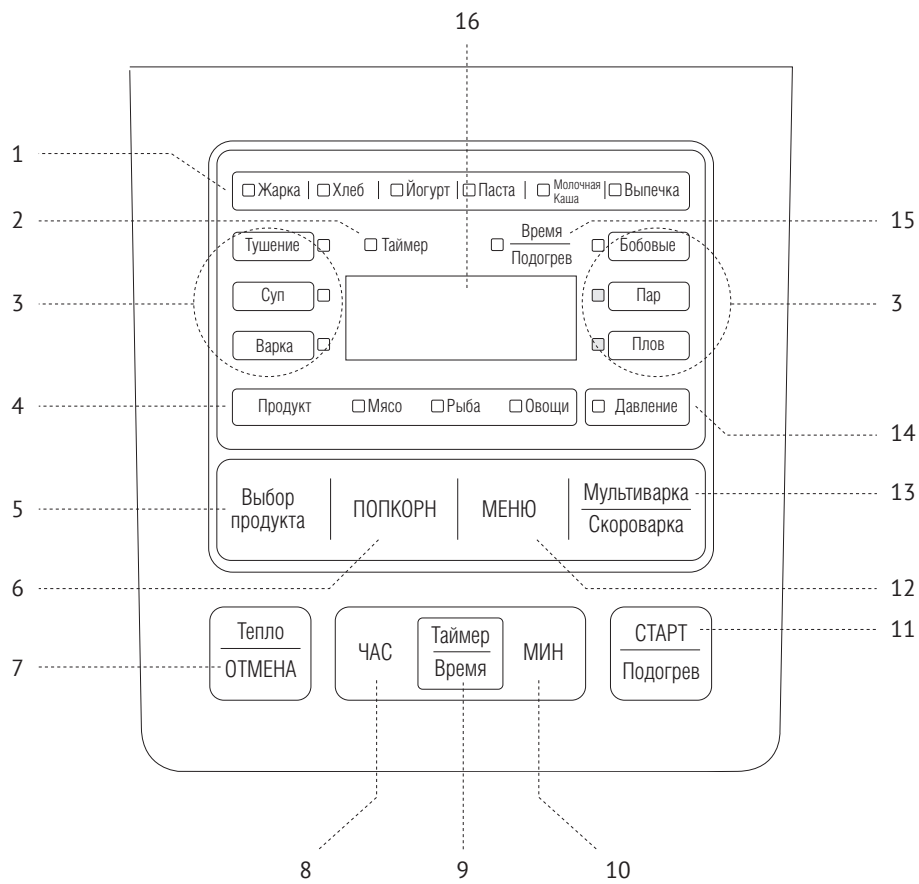 16
1
Жарка Хлеб Йогурт Паста Молочная Каша Выпечка
2
Таймер
Время
Подогрев
15
Тушение
Бобовые
3
Суп
Пар
3
Варка
Плов
4
Продукт Мясо Рыба Овощи
Давление
14
5
Выбор
продукта
ПОПКОРН
МЕНЮ
Мультиварка
Скороварка
13
6
12
7
Тепло
ОТМЕНА
ЧАС
Таймер
Время
МИН
СТАРТ
Подогрев
11
8
9
10